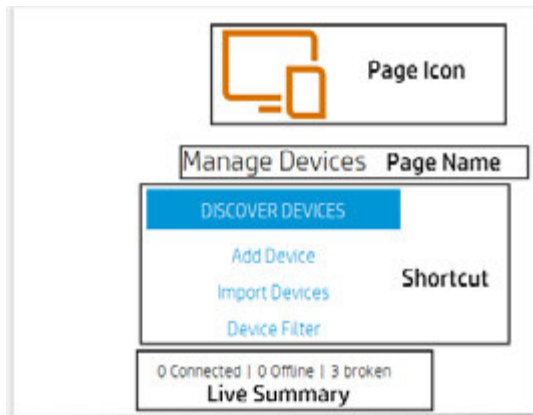 Page Icon
Manage Devices Page Name
DISCOVER DEVICES
Add Device
Import Devices
Device Filter
Shortcut
0 Connected | 0 Offline | 3 broken
Live Summary